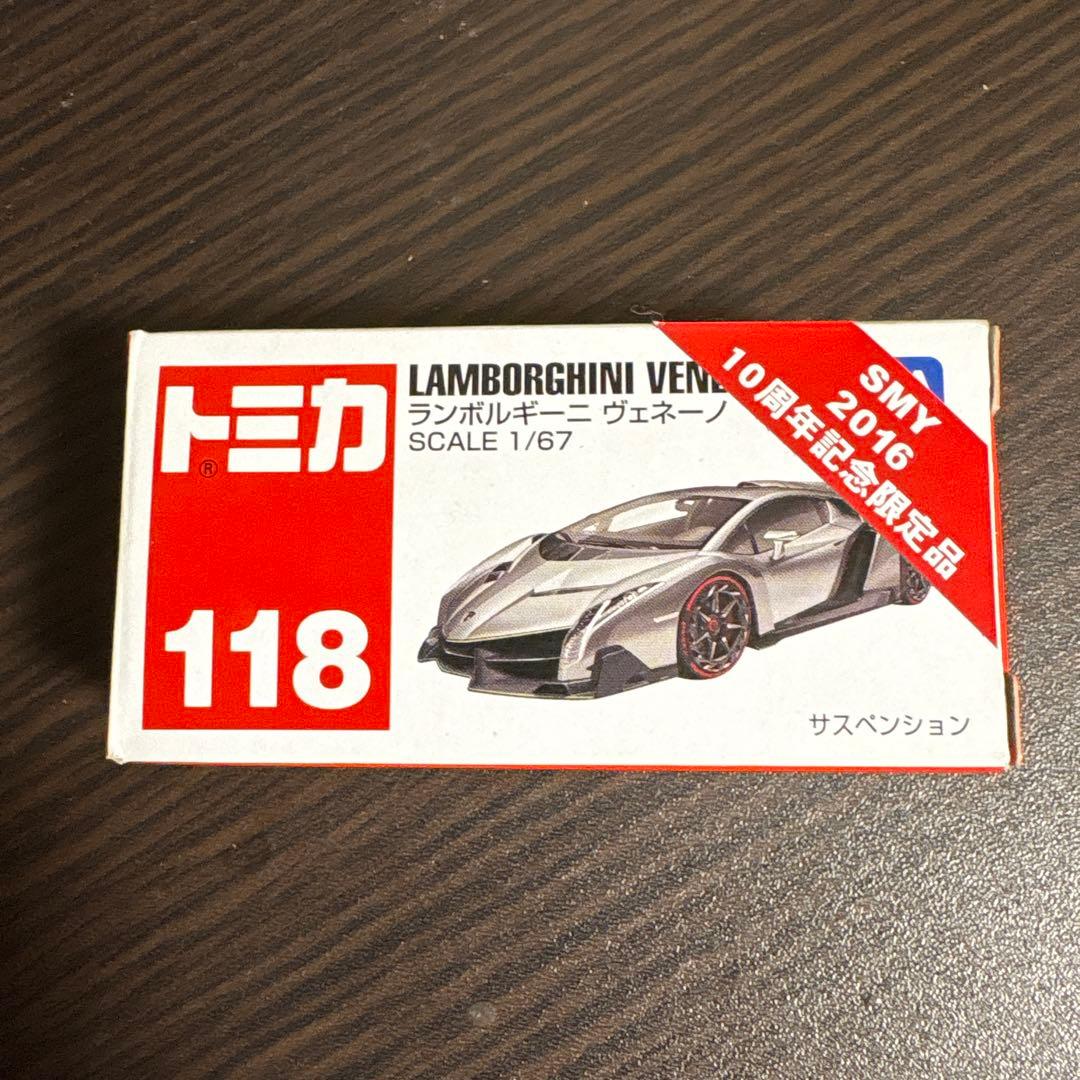 トミカ
®
118
LAMBORGHINI
ランボルギーニ ヴェネーノ
SCALE 1/67
SMY
2016
10周年記念限定品
サスペンション